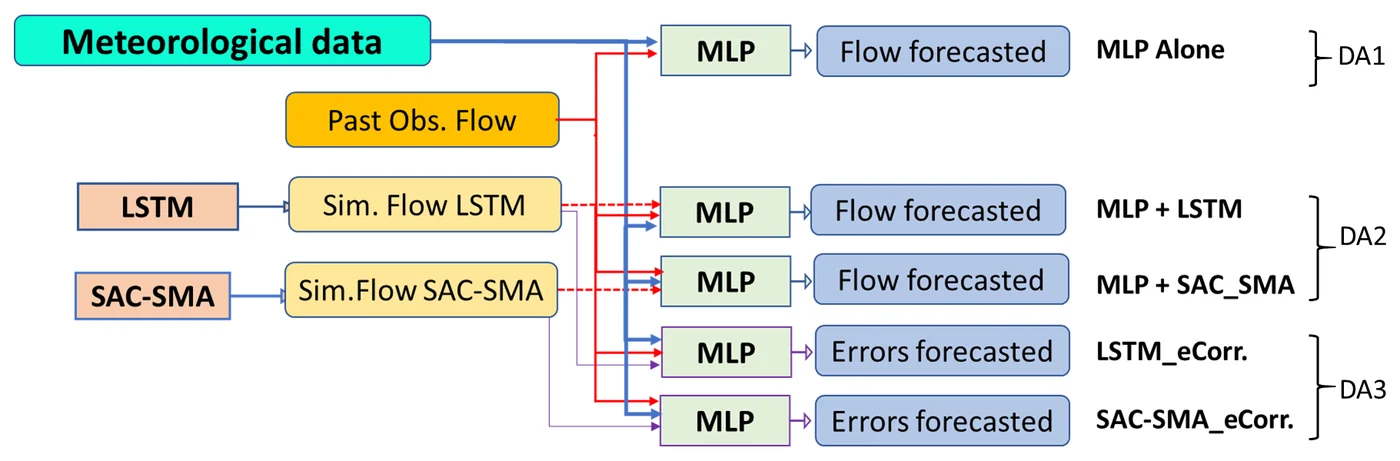 Meteorological data
MLP
Flow forecasted
MLP Alone
DA1
Past Obs. Flow
LSTM
Sim. Flow LSTM
MLP
Flow forecasted
MLP + LSTM
DA2
SAC-SMA
Sim.Flow SAC-SMA
MLP
Flow forecasted
MLP + SAC_SMA
MLP
Errors forecasted
LSTM_eCorr.
DA3
MLP
Errors forecasted
SAC-SMA_eCorr.